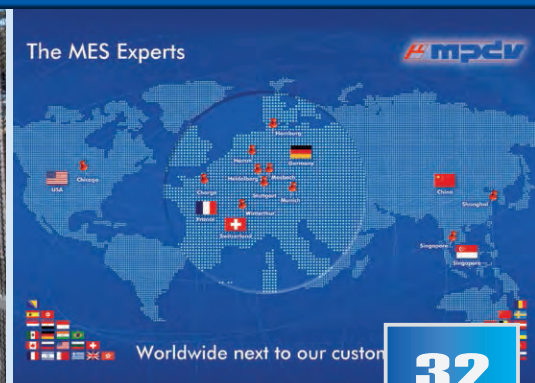 The MES Experts
mpdv
Hamburg
Hamm
Germany
Heidelberg
Mosbach
Stuttgart
Munich
Winterthur
Switzerland
France
USA
Chicago
China
Shanghai
Singapore
Singapore
Worldwide next to our custom
32